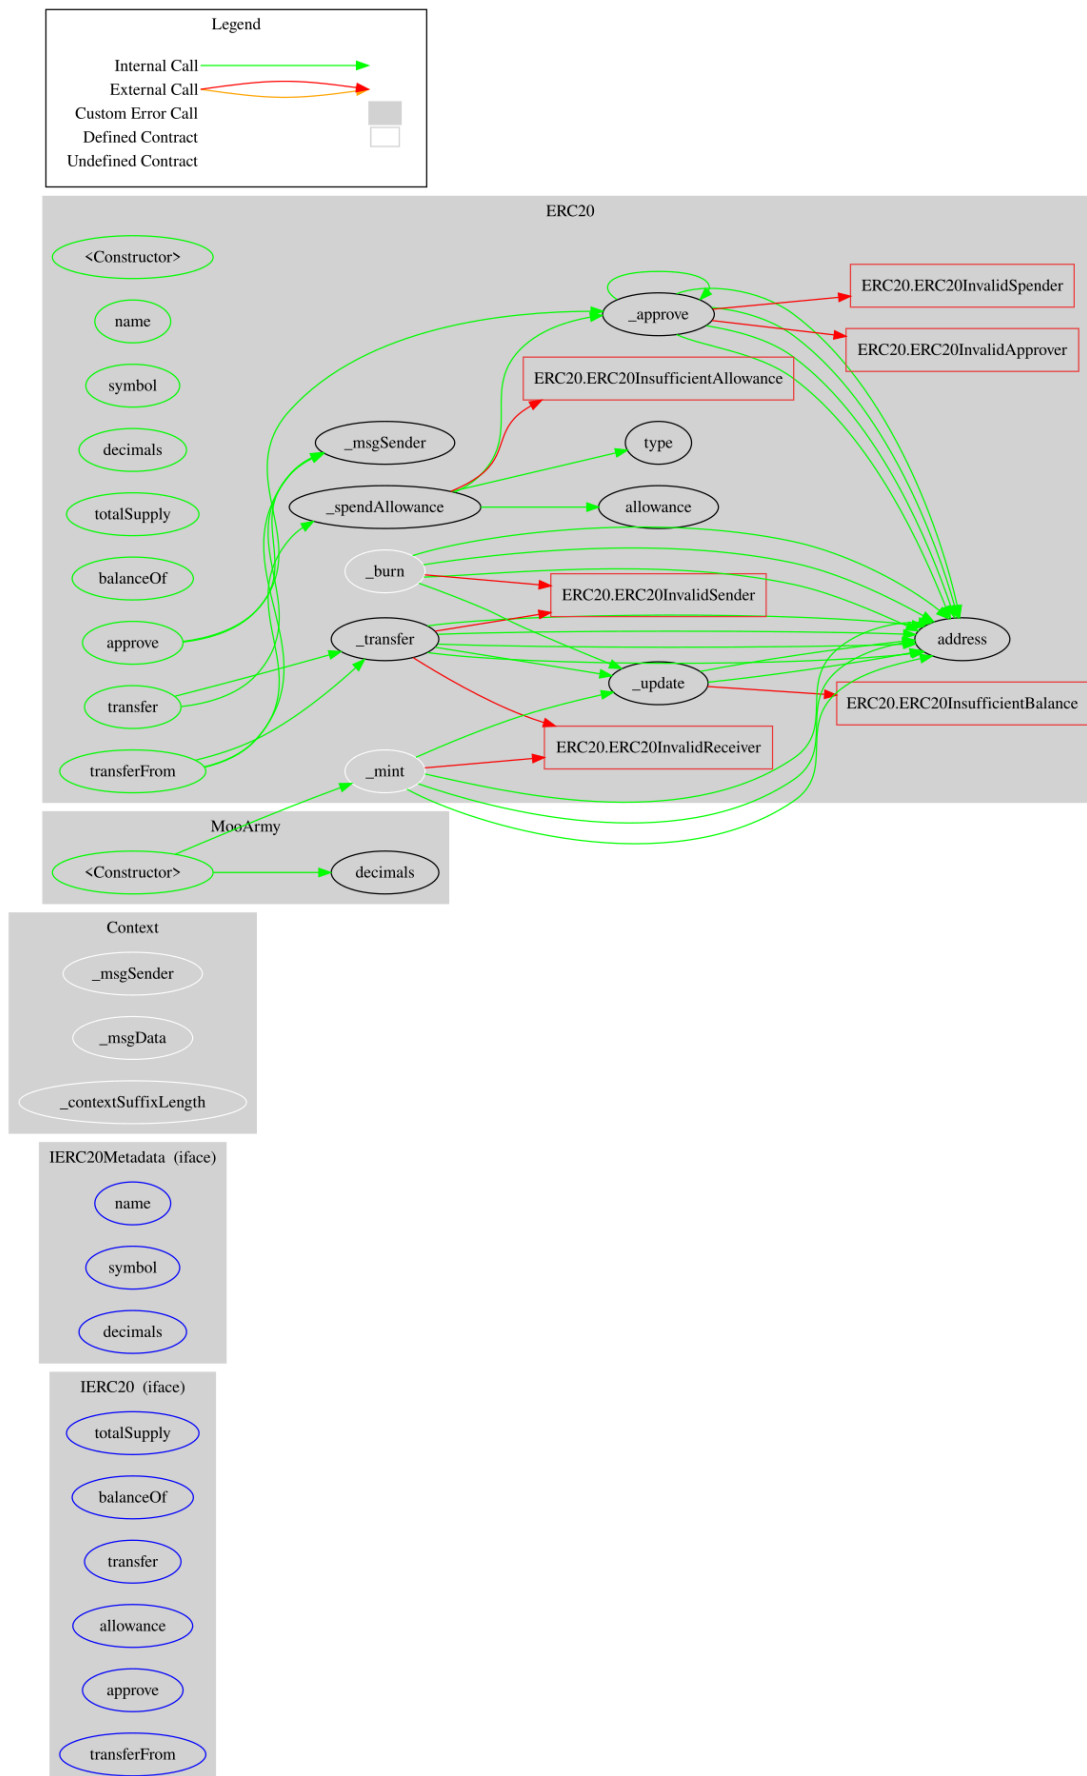 Legend
Internal Call
External Call
Custom Error Call
Defined Contract
Undefined Contract
ERC20
<Constructor>
name
symbol
decimals
totalSupply
balanceOf
approve
transfer
transferFrom
_msgSender
_spendAllowance
_burn
_transfer
_mint
_approve
ERC20.ERC20InsufficientAllowance
type
allowance
ERC20.ERC20InvalidSender
_update
ERC20.ERC20InvalidReceiver
ERC20.ERC20InvalidSpender
ERC20.ERC20InvalidApprover
address
ERC20.ERC20InsufficientBalance
MooArmy
<Constructor>
decimals
Context
_msgSender
_msgData
_contextSuffixLength
IERC20Metadata (iface)
name
symbol
decimals
IERC20 (iface)
totalSupply
balanceOf
transfer
allowance
approve
transferFrom